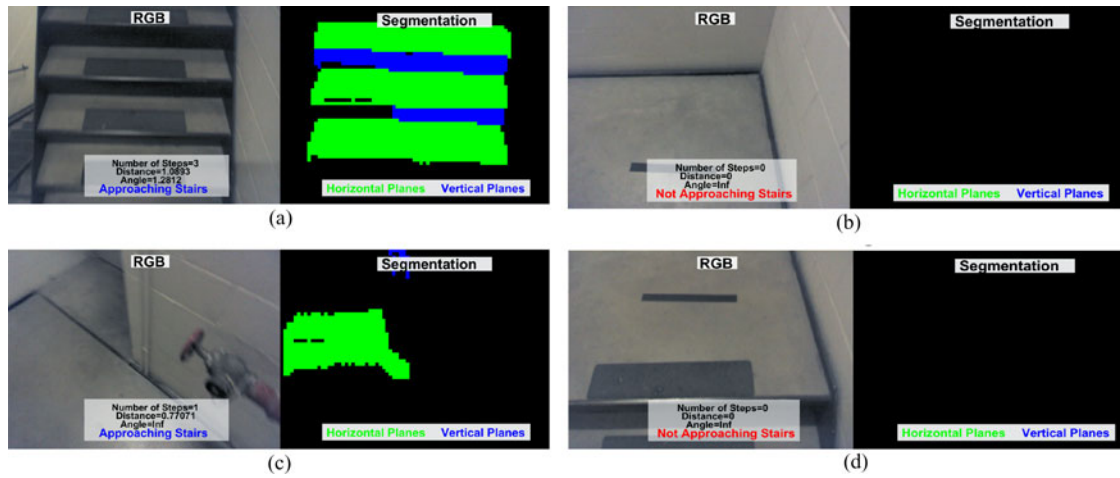 RGB
Segmentation
Number of Steps=3
Distance=1.0893
Angle=1.2812
Approaching Stairs
Horizontal Planes Vertical Planes
(a)
RGB
Segmentation
Number of Steps=0
Distance=0
Angle=Inf
Not Approaching Stairs
Horizontal Planes Vertical Planes
(b)
RGB
Segmentation
Number of Steps=1
Distance=0.77071
Angle=Inf
Approaching Stairs
Horizontal Planes Vertical Planes
(c)
RGB
Segmentation
Number of Steps=0
Distance=0
Angle=Inf
Not Approaching Stairs
Horizontal Planes Vertical Planes
(d)